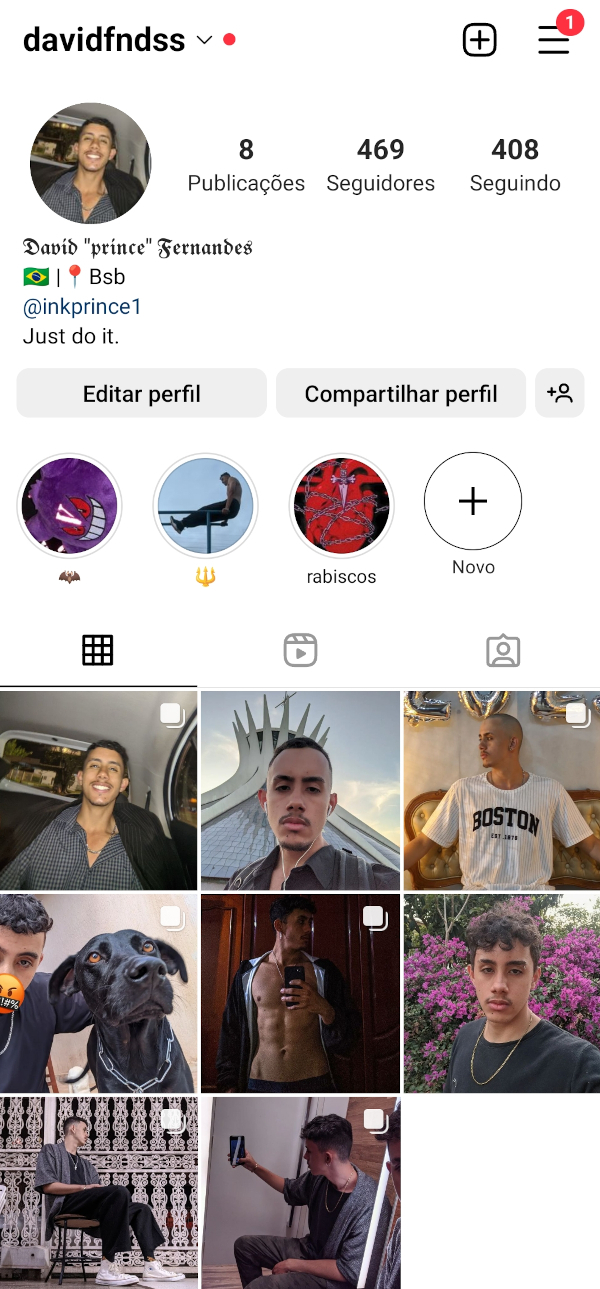 davidfndss
1
8
469
408
Publicações
Seguidores
Seguindo
𝕯𝖆𝖛𝖎𝖉 "𝖕𝖗𝖎𝖓𝖈𝖊" 𝕱𝖊𝖗𝖓𝖆𝖓𝖉𝖊𝖘
🇧🇷 |📍Bsb
@inkprince1
Just do it.
Editar perfil
Compartilhar perfil
🦇
🔱
rabiscos
Novo
BOSTON
EST.1870
!#%